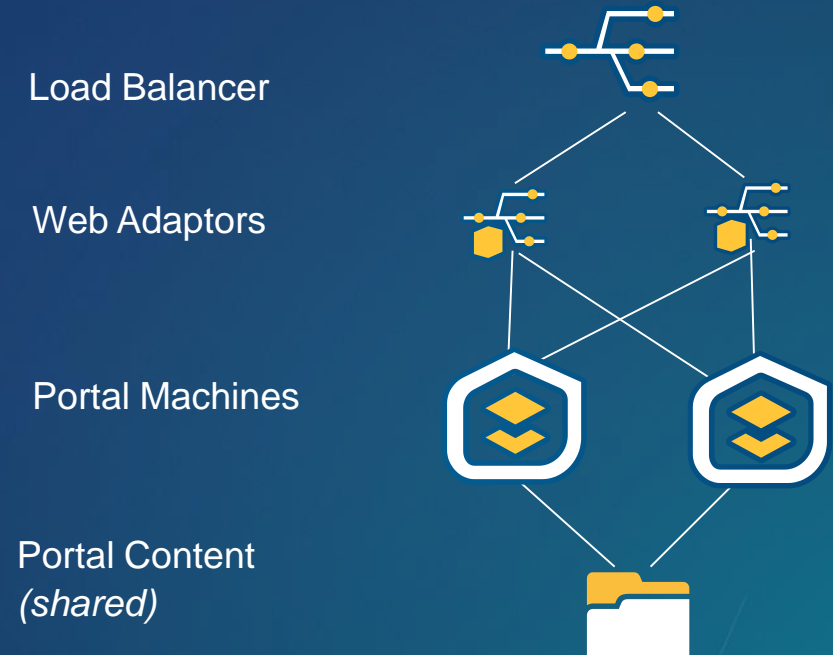 Load Balancer
Web Adaptors
Portal Machines
Portal Content
(shared)